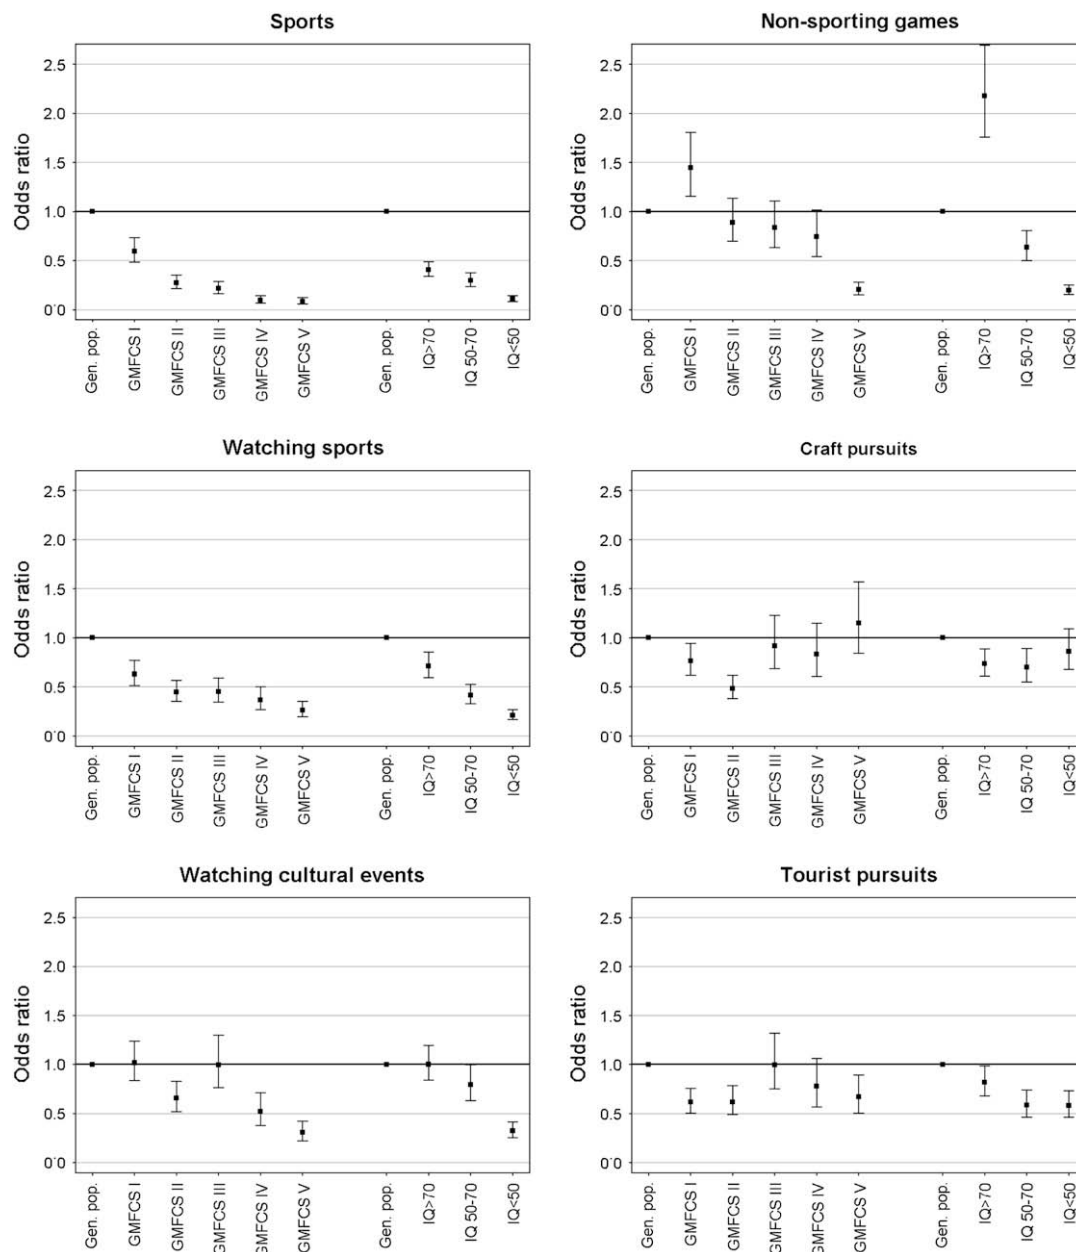 Sports
Odds ratio
2.5
2.0
1.5
1.0
0.5
0.0
Gen. pop.
GMFCS I
GMFCS II
GMFCS III
GMFCS IV
GMFCS V
Gen. pop.
IQ>70
IQ 50-70
IQ<50
Non-sporting games
Odds ratio
2.5
2.0
1.5
1.0
0.5
0.0
Gen. pop.
GMFCS I
GMFCS II
GMFCS III
GMFCS IV
GMFCS V
Gen. pop.
IQ>70
IQ 50-70
IQ<50
Watching sports
Odds ratio
2.5
2.0
1.5
1.0
0.5
0.0
Gen. pop.
GMFCS I
GMFCS II
GMFCS III
GMFCS IV
GMFCS V
Gen. pop.
IQ>70
IQ 50-70
IQ<50
Craft pursuits
Odds ratio
2.5
2.0
1.5
1.0
0.5
0.0
Gen. pop.
GMFCS I
GMFCS II
GMFCS III
GMFCS IV
GMFCS V
Gen. pop.
IQ>70
IQ 50-70
IQ<50
Watching cultural events
Odds ratio
2.5
2.0
1.5
1.0
0.5
0.0
Gen. pop.
GMFCS I
GMFCS II
GMFCS III
GMFCS IV
GMFCS V
Gen. pop.
IQ>70
IQ 50-70
IQ<50
Tourist pursuits
Odds ratio
2.5
2.0
1.5
1.0
0.5
0.0
Gen. pop.
GMFCS I
GMFCS II
GMFCS III
GMFCS IV
GMFCS V
Gen. pop.
IQ>70
IQ 50-70
IQ<50